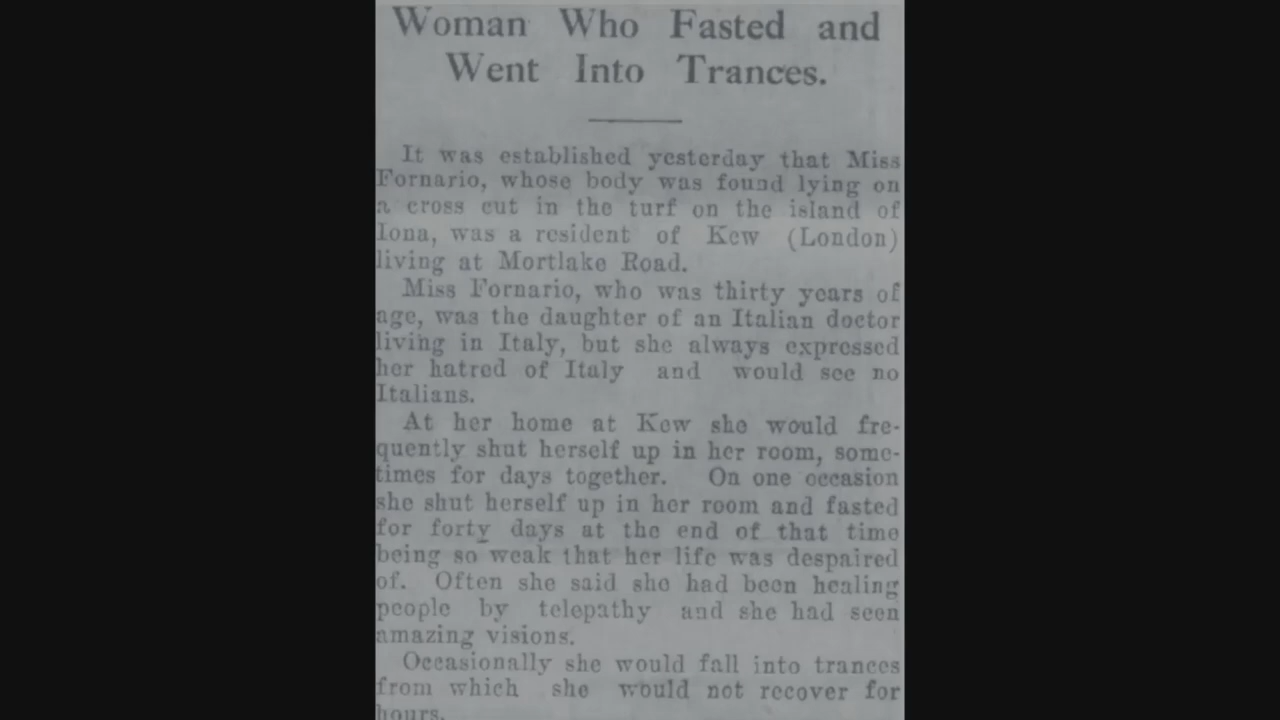 Woman Who Fasted and
Went Into Trances.
It was established yesterday that Miss
Fornario, whose body was found lying on
a cross cut in the turf on the island of
Iona, was a resident of Kew (London)
living at Mortlake Road.
Miss Fornario, who was thirty years of
age, was the daughter of an Italian doctor
living in Italy, but she always expressed
her hatred of Italy and would see no
Italians.
At her home at Kew she would fre-
quently shut herself up in her room, some-
times for days together. On one occasion
she shut herself up in her room and fasted
for forty days at the end of that time
being so weak that her life was despaired
of. Often she said she had been healing
people by telepathy and she had seen
amazing visions.
Occasionally she would fall into trances
from which she would not recover for
hours.